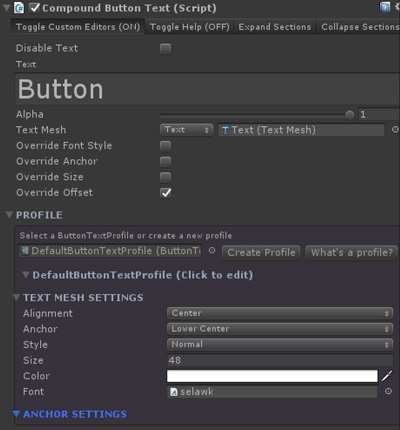 Compound Button Text (Script)
Toggle Custom Editors (ON) Toggle Help (OFF) Expand Sections Collapse Sections
Disable Text
Text
Button
Alpha 1
Text Mesh Text Text (Text Mesh)
Override Font Style
Override Anchor
Override Size
Override Offset
PROFILE
Select a ButtonTextProfile or create a new profile
DefaultButtonTextProfile (ButtonT Create Profile What's a profile?
DefaultButtonTextProfile (Click to edit)
TEXT MESH SETTINGS
Alignment Center
Anchor Lower Center
Style Normal
Size 48
Color
Font selawk
ANCHOR SETTINGS